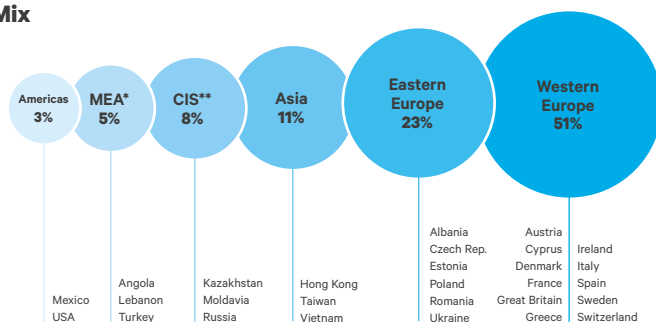 Mix
Americas
3%
MEA*
5%
CIS**
8%
Asia
11%
Eastern
Europe
23%
Western
Europe
51%
Mexico
USA
Angola
Lebanon
Turkey
Kazakhstan
Moldavia
Russia
Hong Kong
Taiwan
Vietnam
Albania
Czech Rep.
Estonia
Poland
Romania
Ukraine
Austria
Cyprus
Denmark
France
Great Britain
Greece
Ireland
Italy
Spain
Sweden
Switzerland